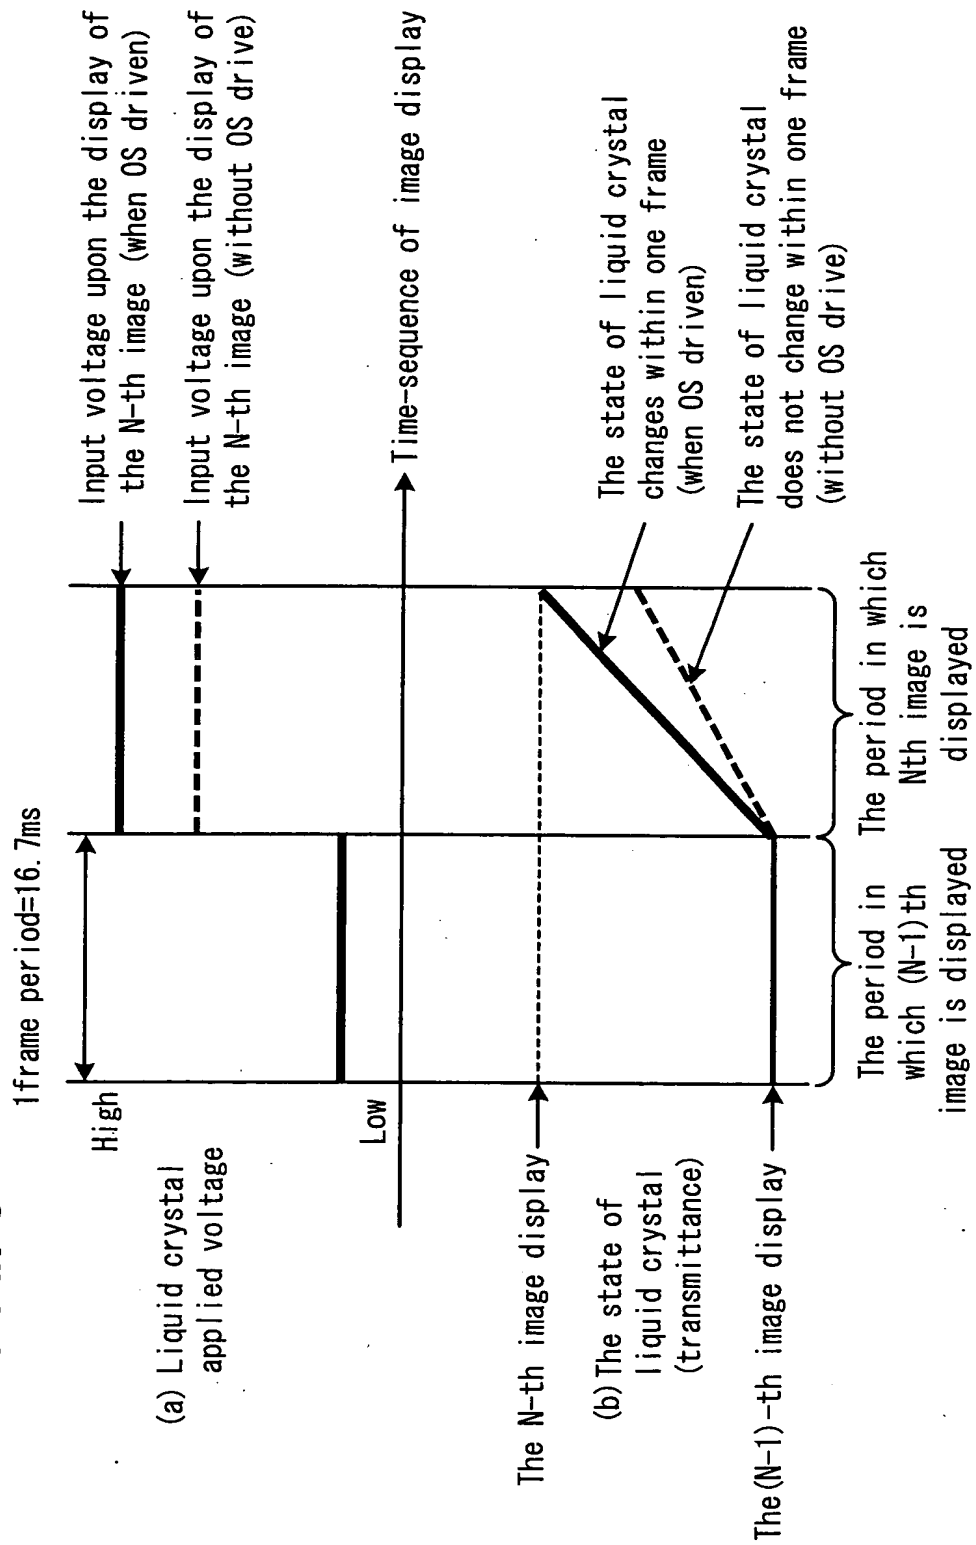 1frame period=16.7ms
High
Low
(a) Liquid crystal
applied voltage
Input voltage upon the display of
the N-th image (when OS driven)
Input voltage upon the display of
the N-th image (without OS drive)
Time-sequence of image display
The N-th image display
(b) The state of
liquid crystal
(transmittance)
The (N-1)-th image display
The state of liquid crystal
changes within one frame
(when OS driven)
The state of liquid crystal
does not change within one frame
(without OS drive)
The period in
which (N-1)th
image is displayed
The period in which
Nth image is
displayed